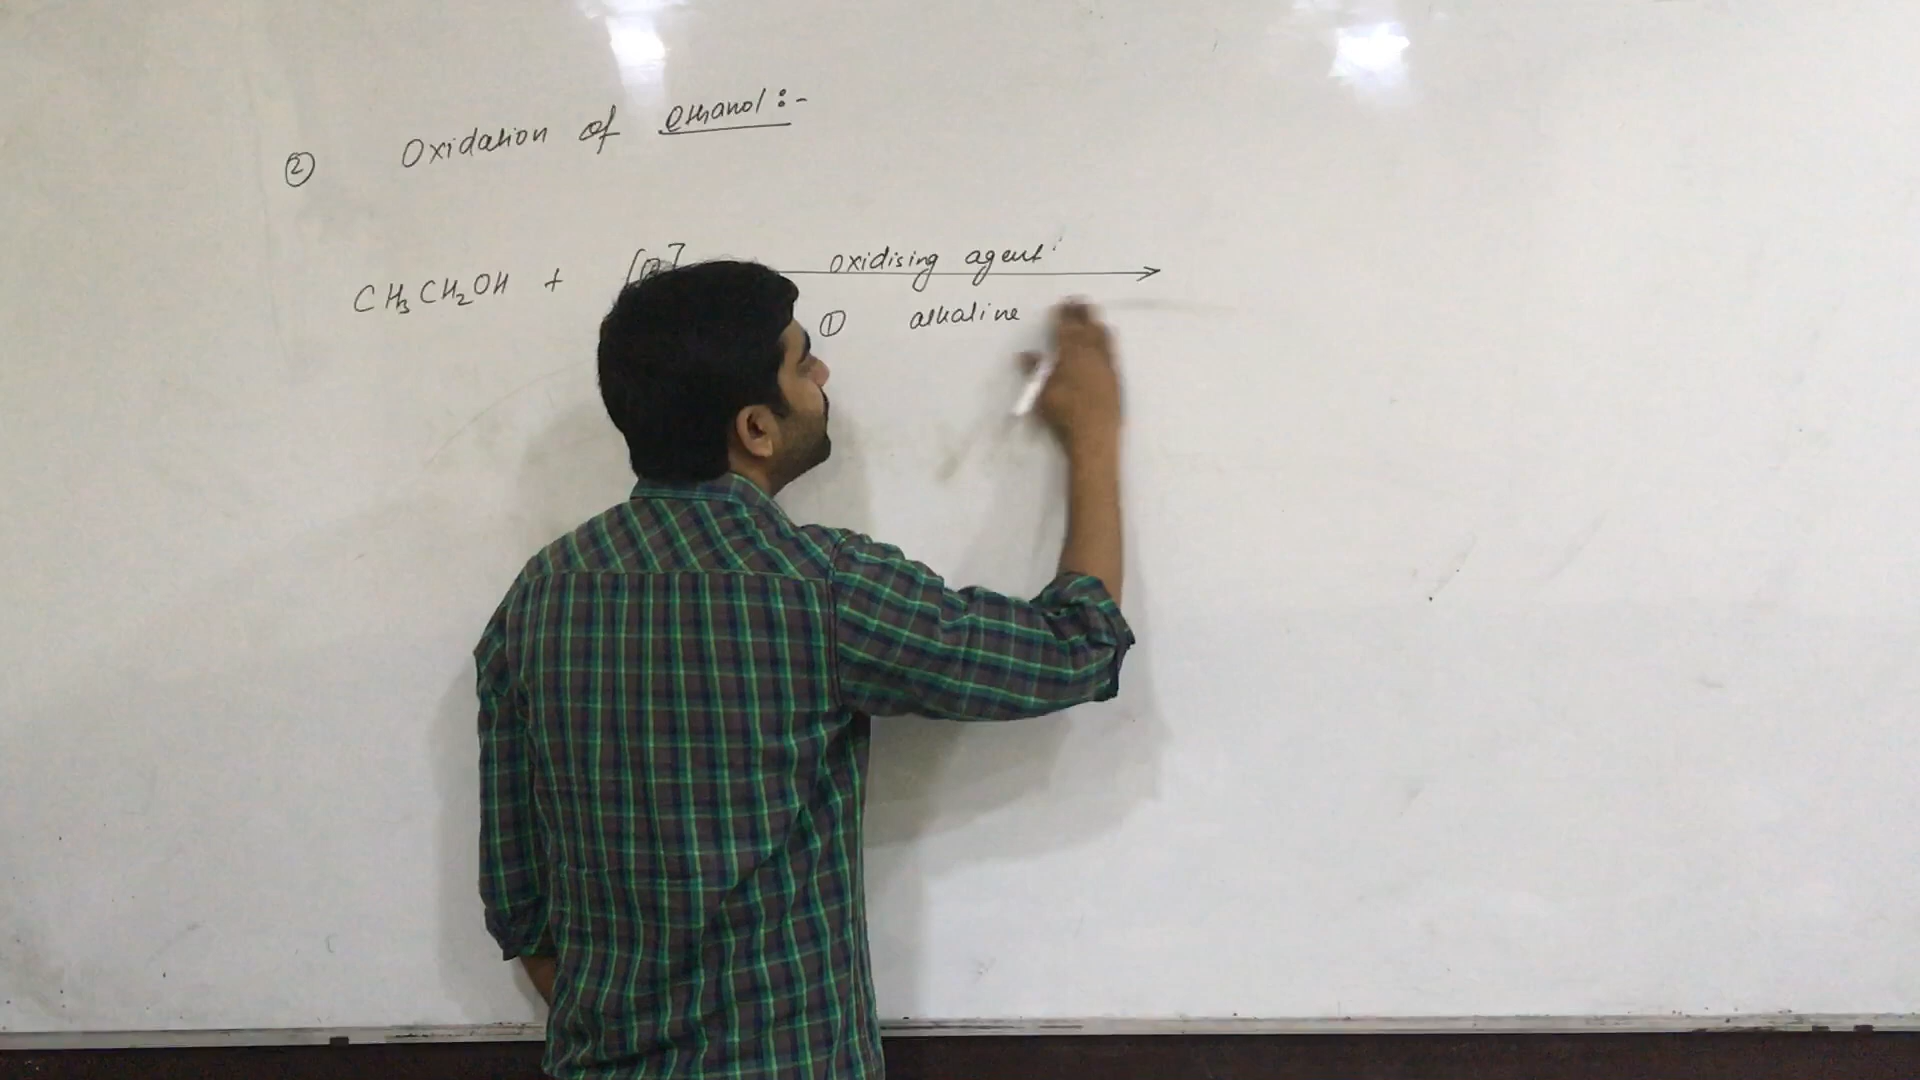 ② Oxidation of ethanol :-
CH₃CH₂OH + [O] oxidising agent
① alkaline